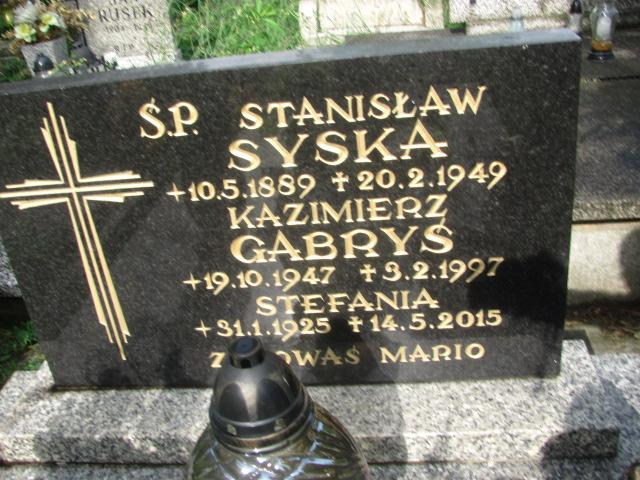 RUSEK
Ś.P. STANISŁAW
SYSKA
+10.5.1889 ✝ 20.2.1949
KAZIMIERZ
GABRYŚ
+19.10.1947 ✝ 3.2.1997
STEFANIA
+31.1.1925 ✝ 14.5.2015
MARIO